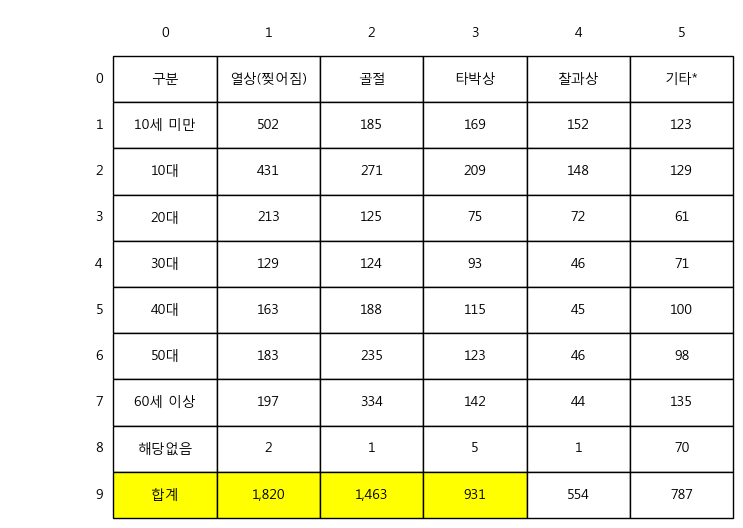 0 1 2 3 4 5
0 구분 열상(찢어짐) 골절 타박상 찰과상 기타*
1 10세 미만 502 185 169 152 123
2 10대 431 271 209 148 129
3 20대 213 125 75 72 61
4 30대 129 124 93 46 71
5 40대 163 188 115 45 100
6 50대 183 235 123 46 98
7 60세 이상 197 334 142 44 135
8 해당없음 2 1 5 1 70
9 합계 1,820 1,463 931 554 787